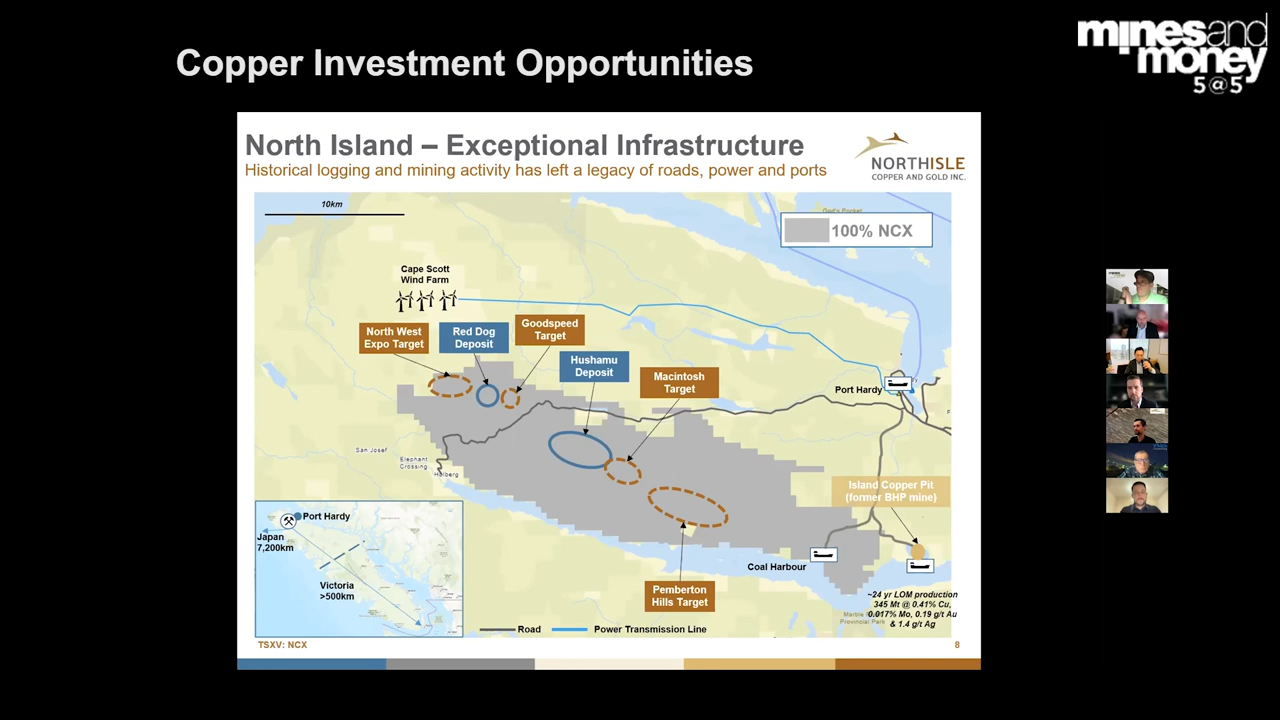 Copper Investment Opportunities
mines and
money
5@5
North Island – Exceptional Infrastructure
Historical logging and mining activity has left a legacy of roads, power and ports
NORTHISLE
COPPER AND GOLD INC.
10km
100% NCX
Cape Scott
Wind Farm
North West
Expo Target
Red Dog
Deposit
Goodspeed
Target
Hushamu
Deposit
Macintosh
Target
Port Hardy
San Josef
Elephant
Crossing
Holberg
Island Copper Pit
(former BHP mine)
Port Hardy
Japan
7,200km
Victoria
>500km
Coal Harbour
Pemberton
Hills Target
~24 yr LOM production
345 Mt @ 0.41% Cu,
0.017% Mo, 0.19 g/t Au
& 1.4 g/t Ag
Provincial Park
Road
Power Transmission Line
TSXV: NCX
8